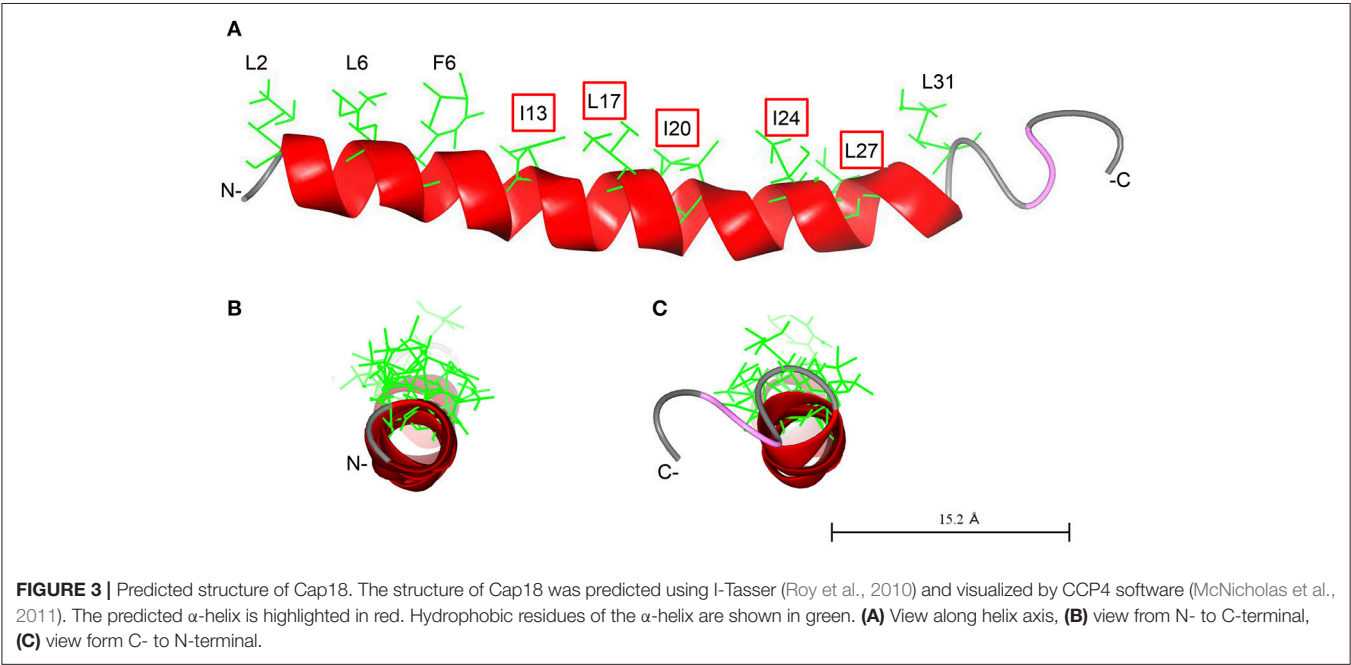 A
L2
L6
F6
I13
L17
I20
I24
L27
L31
N-
-C
B
C
N-
C-
15.2 Å
FIGURE 3 | Predicted structure of Cap18. The structure of Cap18 was predicted using I-Tasser (Roy et al., 2010) and visualized by CCP4 software (McNicholas et al.,
2011). The predicted α-helix is highlighted in red. Hydrophobic residues of the α-helix are shown in green. (A) View along helix axis, (B) view from N- to C-terminal,
(C) view form C- to N-terminal.